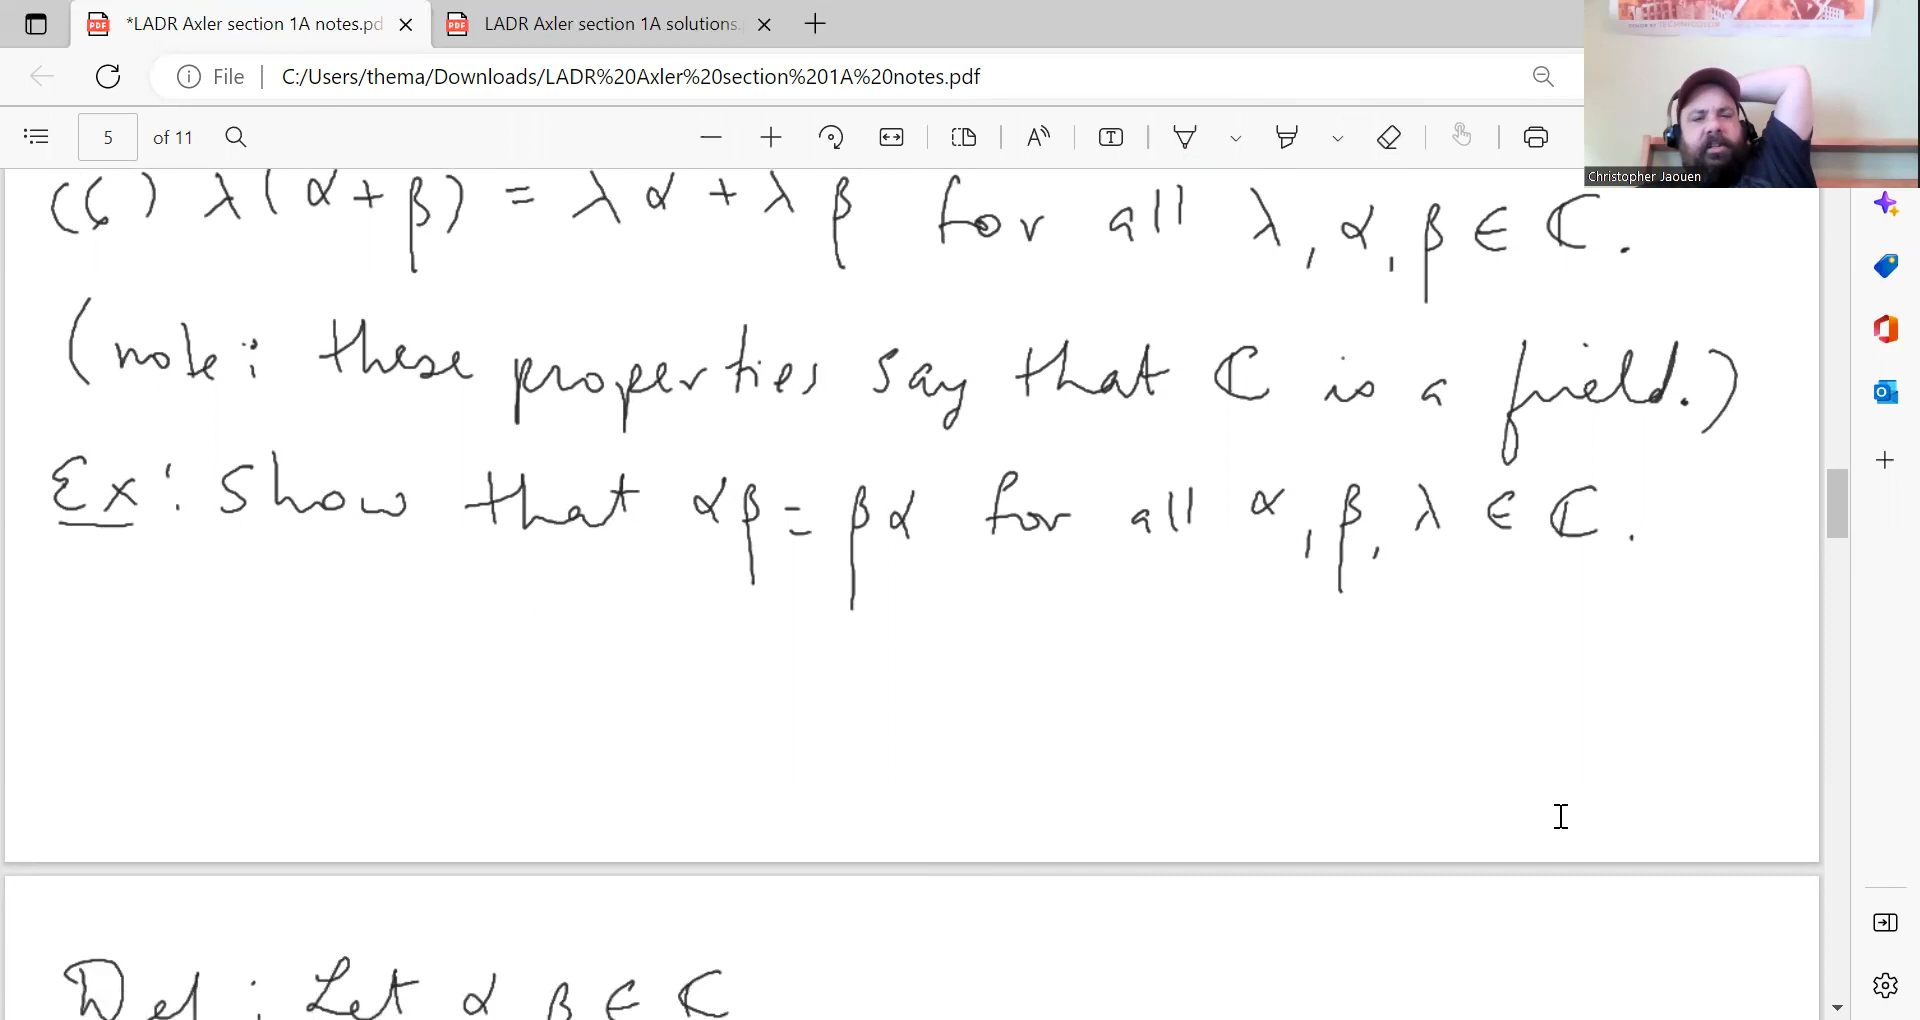 *LADR Axler section 1A notes.pd
LADR Axler section 1A solutions.
File
C:/Users/thema/Downloads/LADR%20Axler%20section%201A%20notes.pdf
5 of 11
Christopher Jaouen
(6) λ(α+β) = λα + λβ for all λ, α, β ∈ ℂ.
(note: these properties say that ℂ is a field.)
Ex: Show that αβ = βα for all α, β, λ ∈ ℂ.
Def: Let α β ∈ ℂ